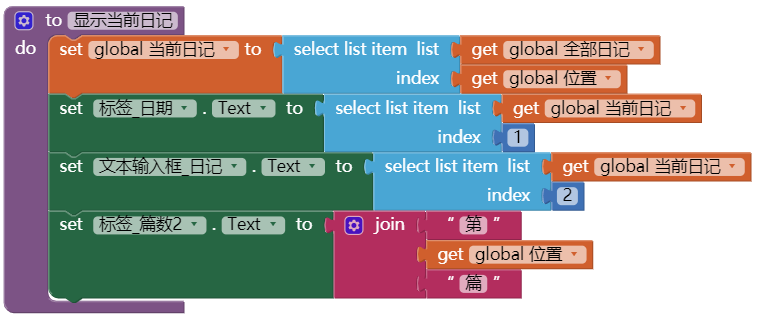 to 显示当前日记
do set global 当前日记 to select list item list get global 全部日记
index get global 位置
set 标签_日期 . Text to select list item list get global 当前日记
index 1
set 文本输入框_日记 . Text to select list item list get global 当前日记
index 2
set 标签_篇数2 . Text to join “ 第 ”
get global 位置
“ 篇 ”